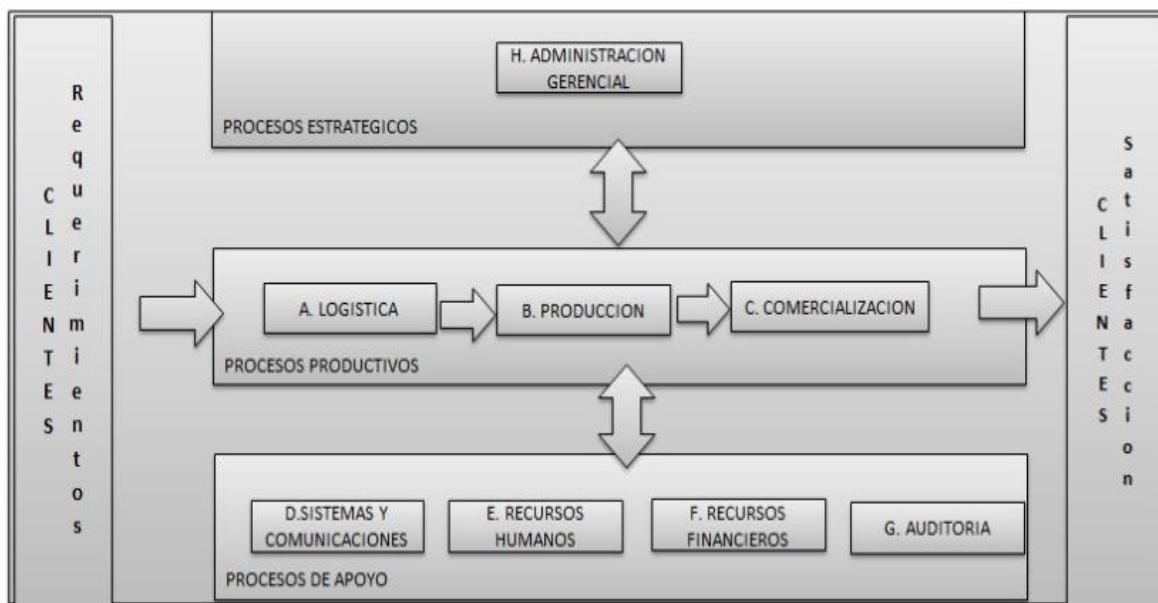 CLIENTES
Requerimientos
H. ADMINISTRACION
GERENCIAL
PROCESOS ESTRATEGICOS
A. LOGISTICA
B. PRODUCCION
C. COMERCIALIZACION
PROCESOS PRODUCTIVOS
D.SISTEMAS Y
COMUNICACIONES
E. RECURSOS
HUMANOS
F. RECURSOS
FINANCIEROS
G. AUDITORIA
PROCESOS DE APOYO
CLIENTES
Satisfaccion